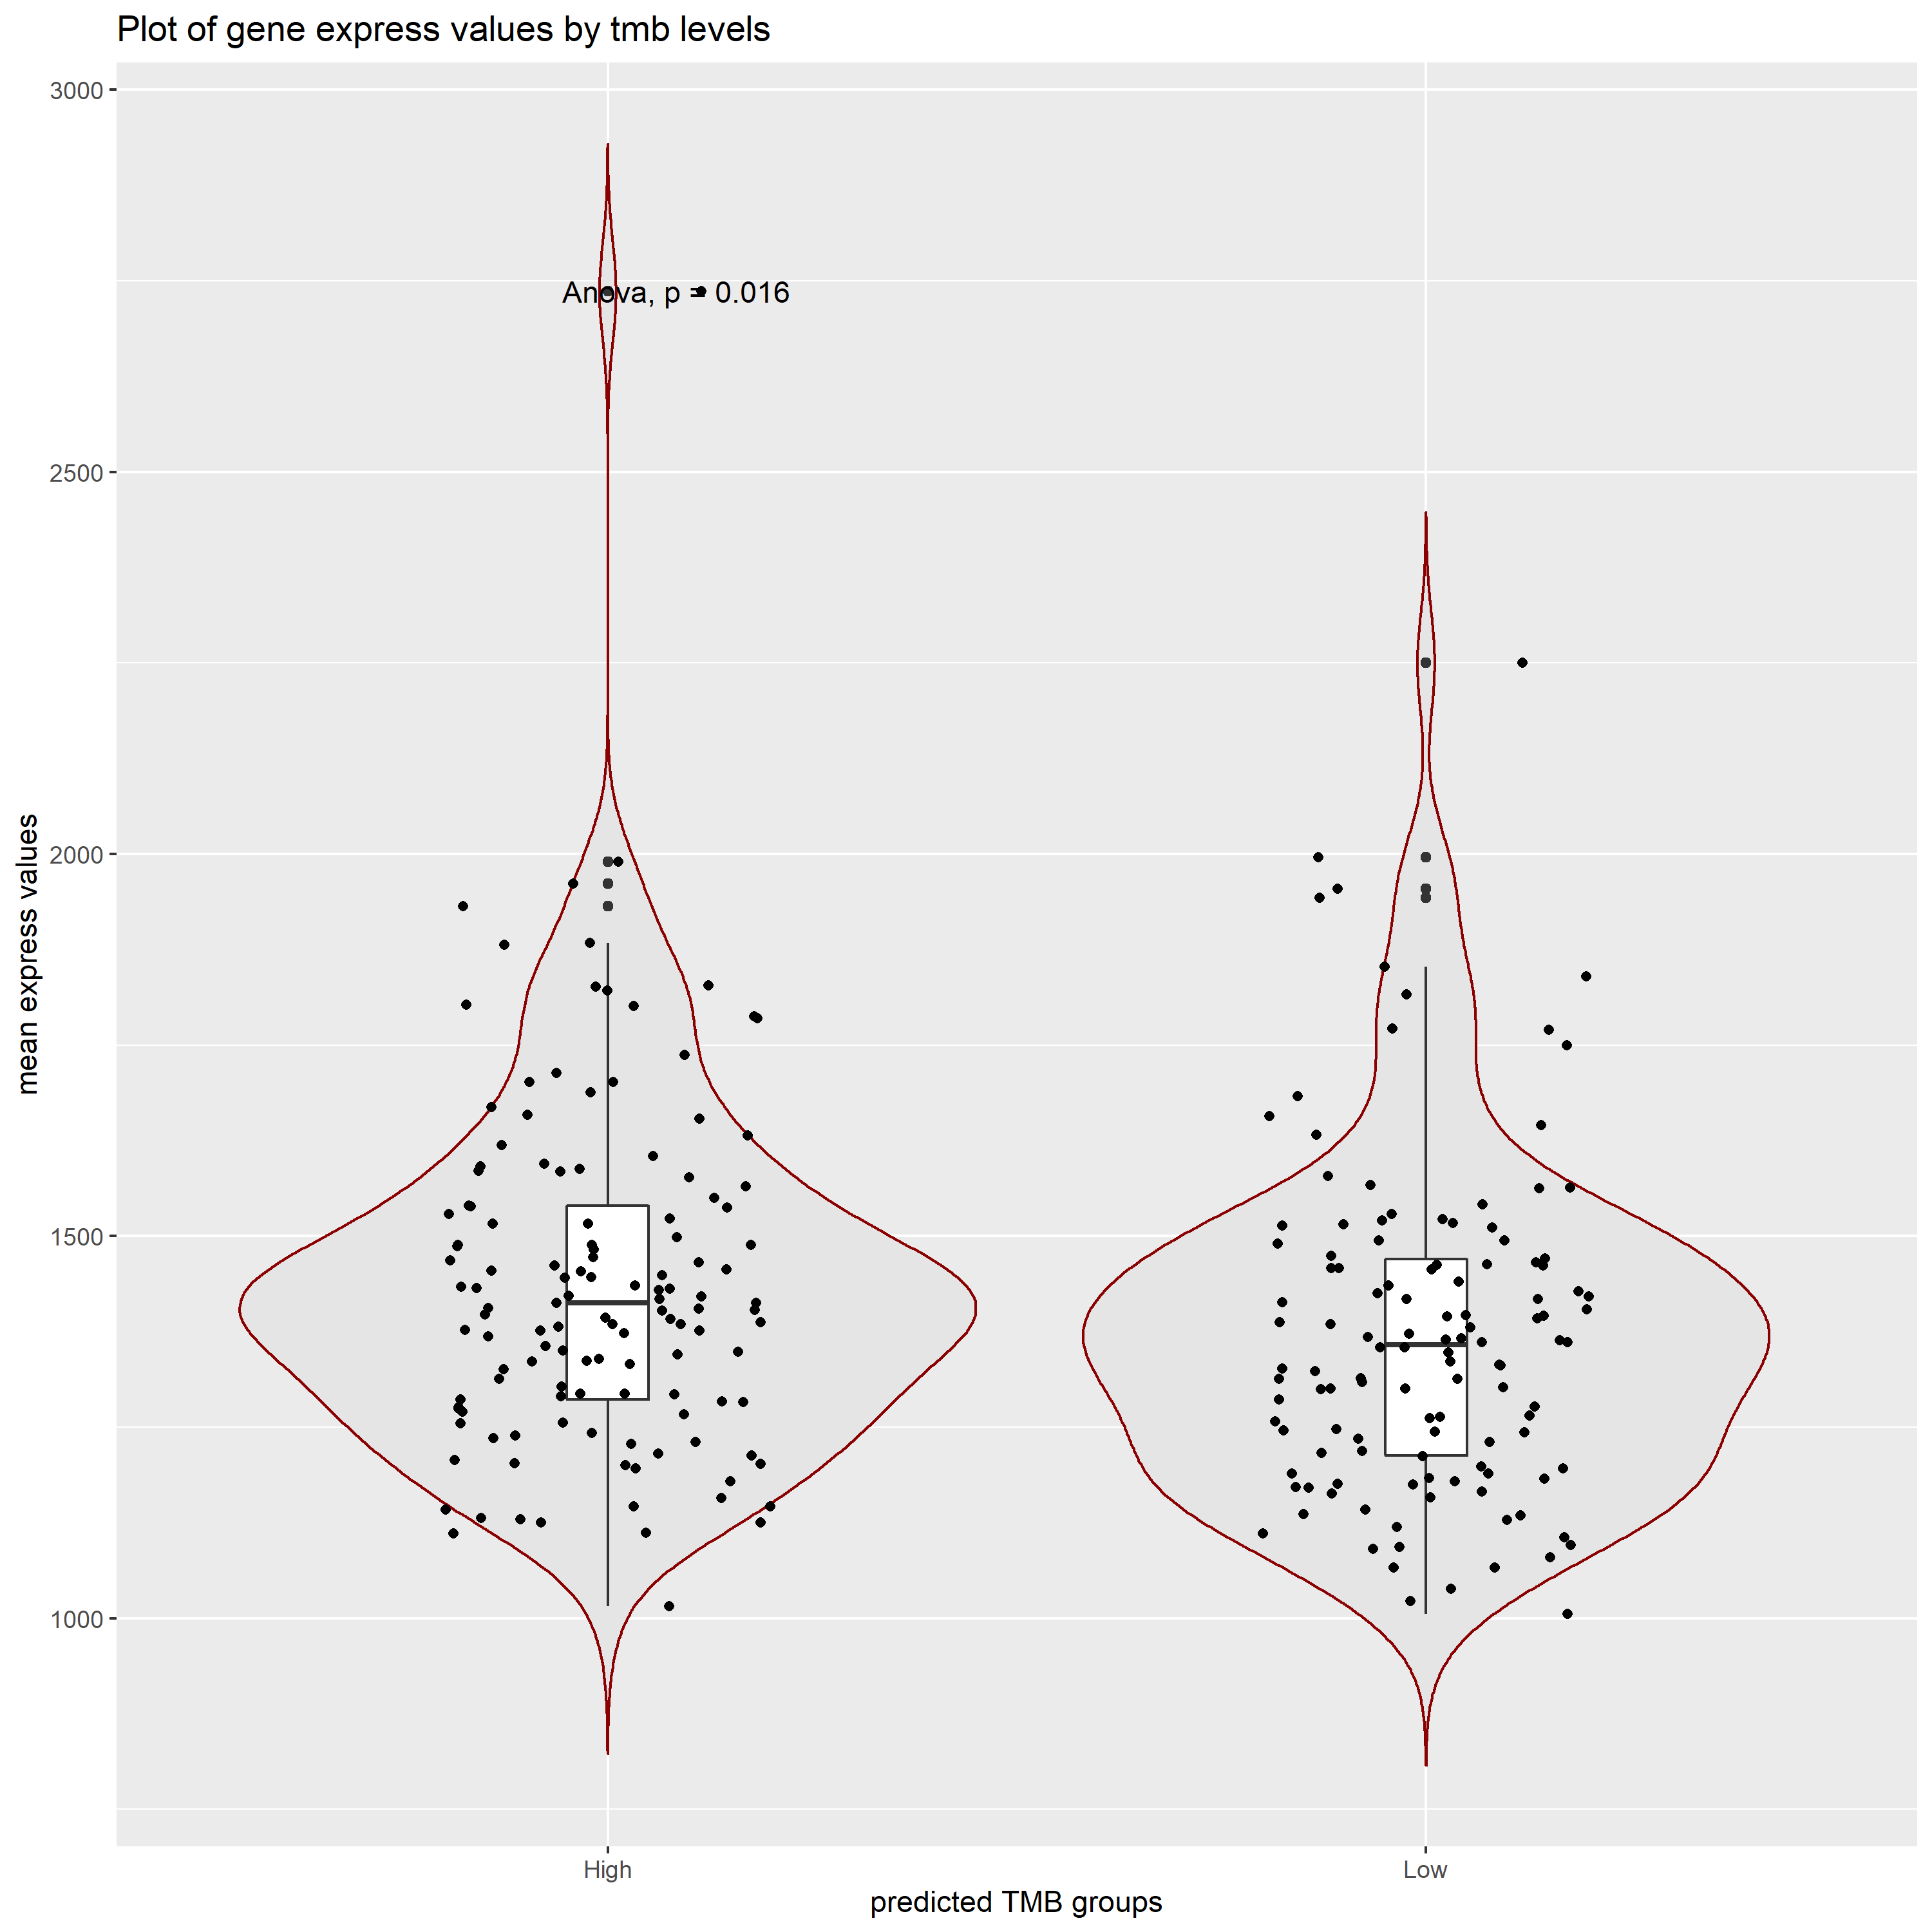 Plot of gene express values by tmb levels
3000
Anova, p = 0.016
2500
2000
mean express values
1500
1000
High
Low
predicted TMB groups